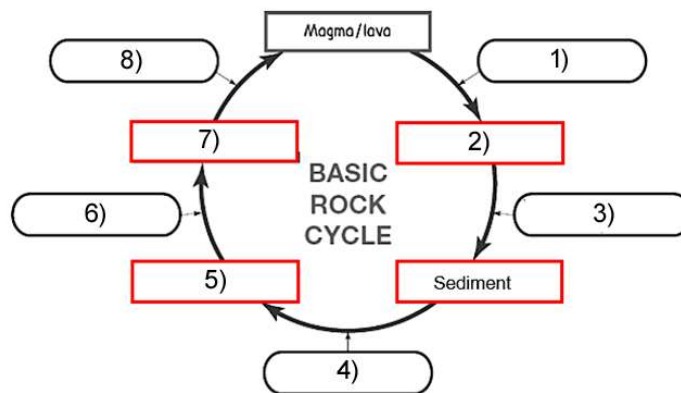 Magma/lava
8)
1)
7)
2)
BASIC
ROCK
CYCLE
6)
3)
5)
Sediment
4)